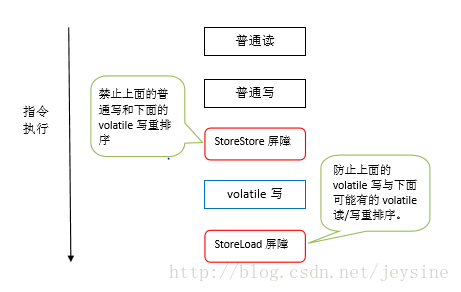 普通读
指令
执行
禁止上面的普
通写和下面的
volatile 写重排
序
普通写
StoreStore 屏障
volatile 写
防止上面的
volatile 写与下面
可能有的 volatile
读/写重排序。
StoreLoad 屏障
http://blog.csdn.net/jeysine